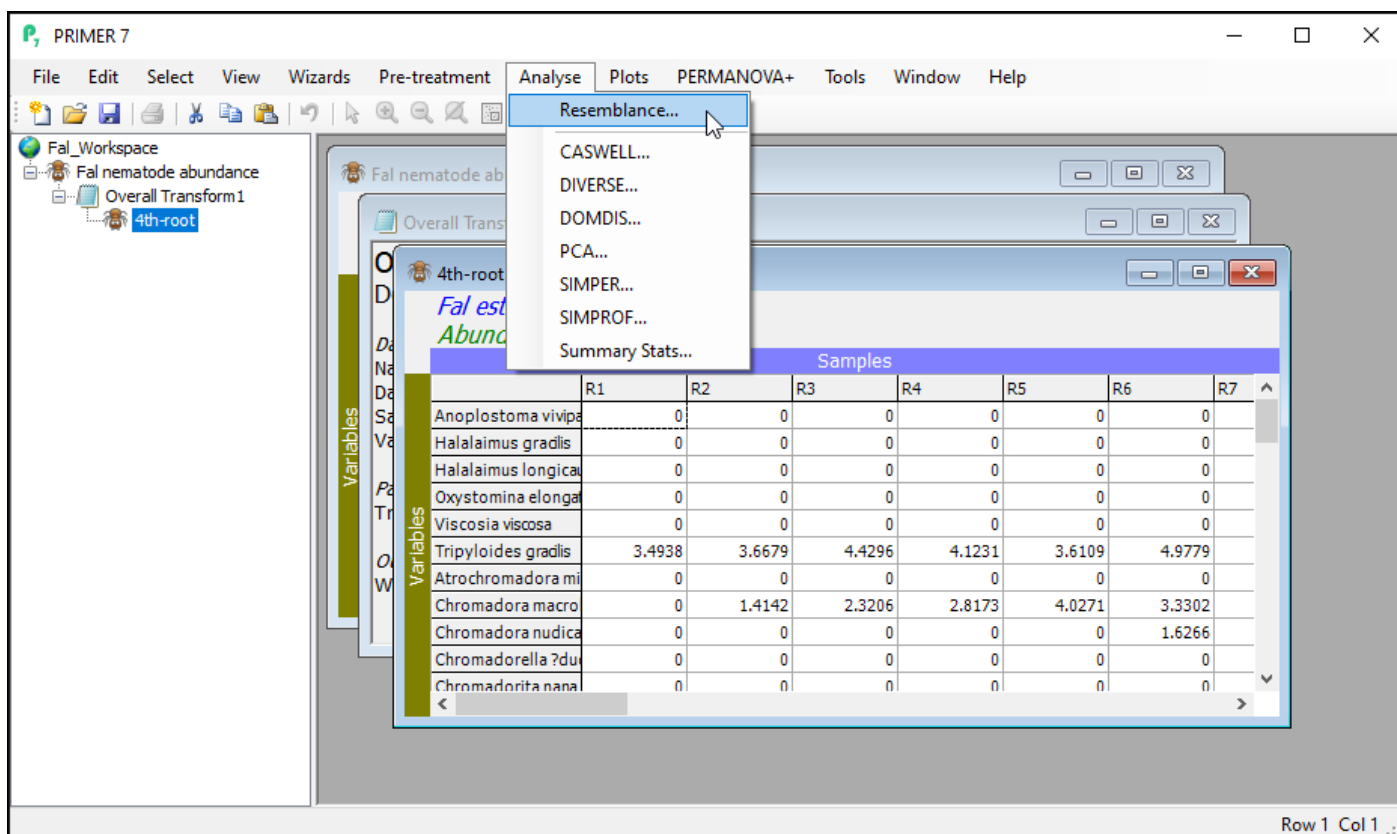 PRIMER 7
File Edit Select View Wizards Pre-treatment Analyse Plots PERMANOVA+ Tools Window Help
Resemblance...
CASWELL...
DIVERSE...
DOMDIS...
PCA...
SIMPER...
SIMPROF...
Summary Stats...
Fal_Workspace
Fal nematode abundance
Overall Transform1
4th-root
Fal nematode ab
Overall Trans
4th-root
Fal est
Abund
Samples
Variables
Variables
R1 R2 R3 R4 R5 R6 R7
Anoplostoma vivipa 0 0 0 0 0 0
Halalaimus gracilis 0 0 0 0 0 0
Halalaimus longicau 0 0 0 0 0 0
Oxystomina elongat 0 0 0 0 0 0
Viscosia viscosa 0 0 0 0 0 0
Tripyloides gracilis 3.4938 3.6679 4.4296 4.1231 3.6109 4.9779
Atrochromadora mi 0 0 0 0 0 0
Chromadora macro 0 1.4142 2.3206 2.8173 4.0271 3.3302
Chromadora nudica 0 0 0 0 0 1.6266
Chromadorella ?du 0 0 0 0 0 0
Chromadorita nana 0 0 0 0 0 0
Row 1 Col 1